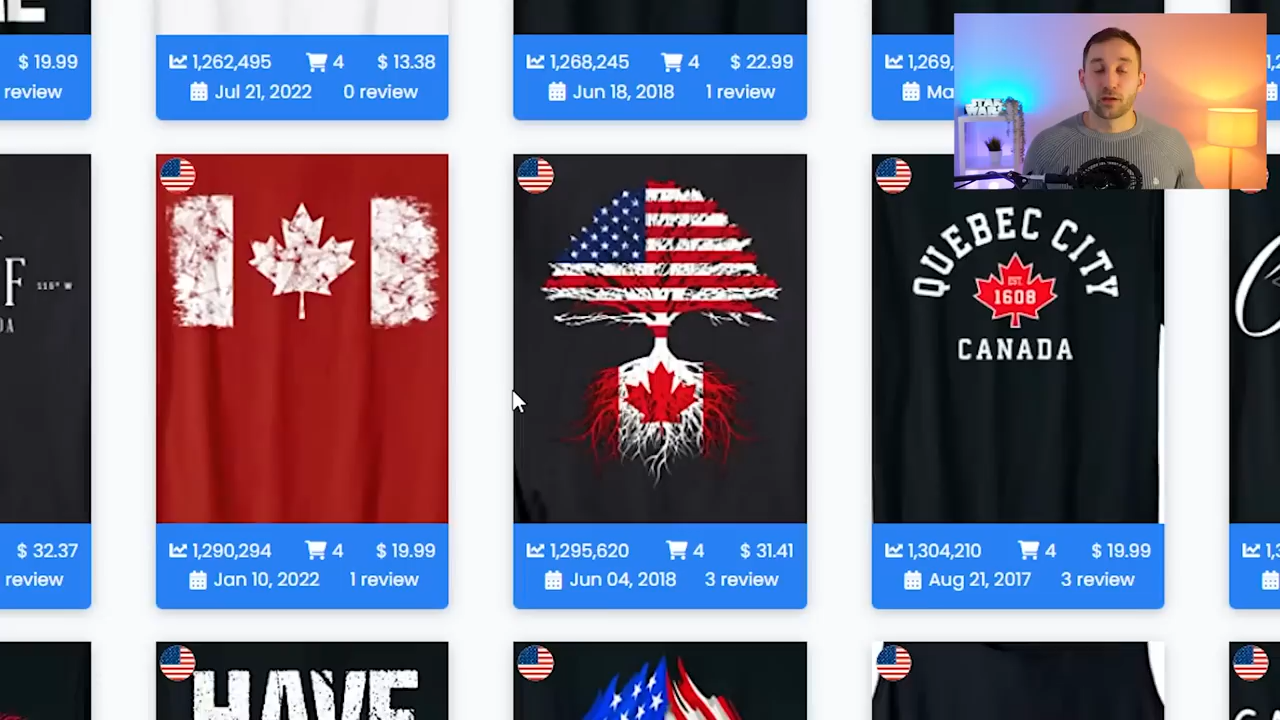 $ 19.99
review
1,262,495 4 $ 13.38
Jul 21, 2022 0 review
1,268,245 4 $ 22.99
Jun 18, 2018 1 review
1,269,
STAR
WARS
F
116° W
DA
QUEBEC CITY
EST.
1608
CANADA
$ 32.37
review
1,290,294 4 $ 19.99
Jan 10, 2022 1 review
1,295,620 4 $ 31.41
Jun 04, 2018 3 review
1,304,210 4 $ 19.99
Aug 21, 2017 3 review
HAVE